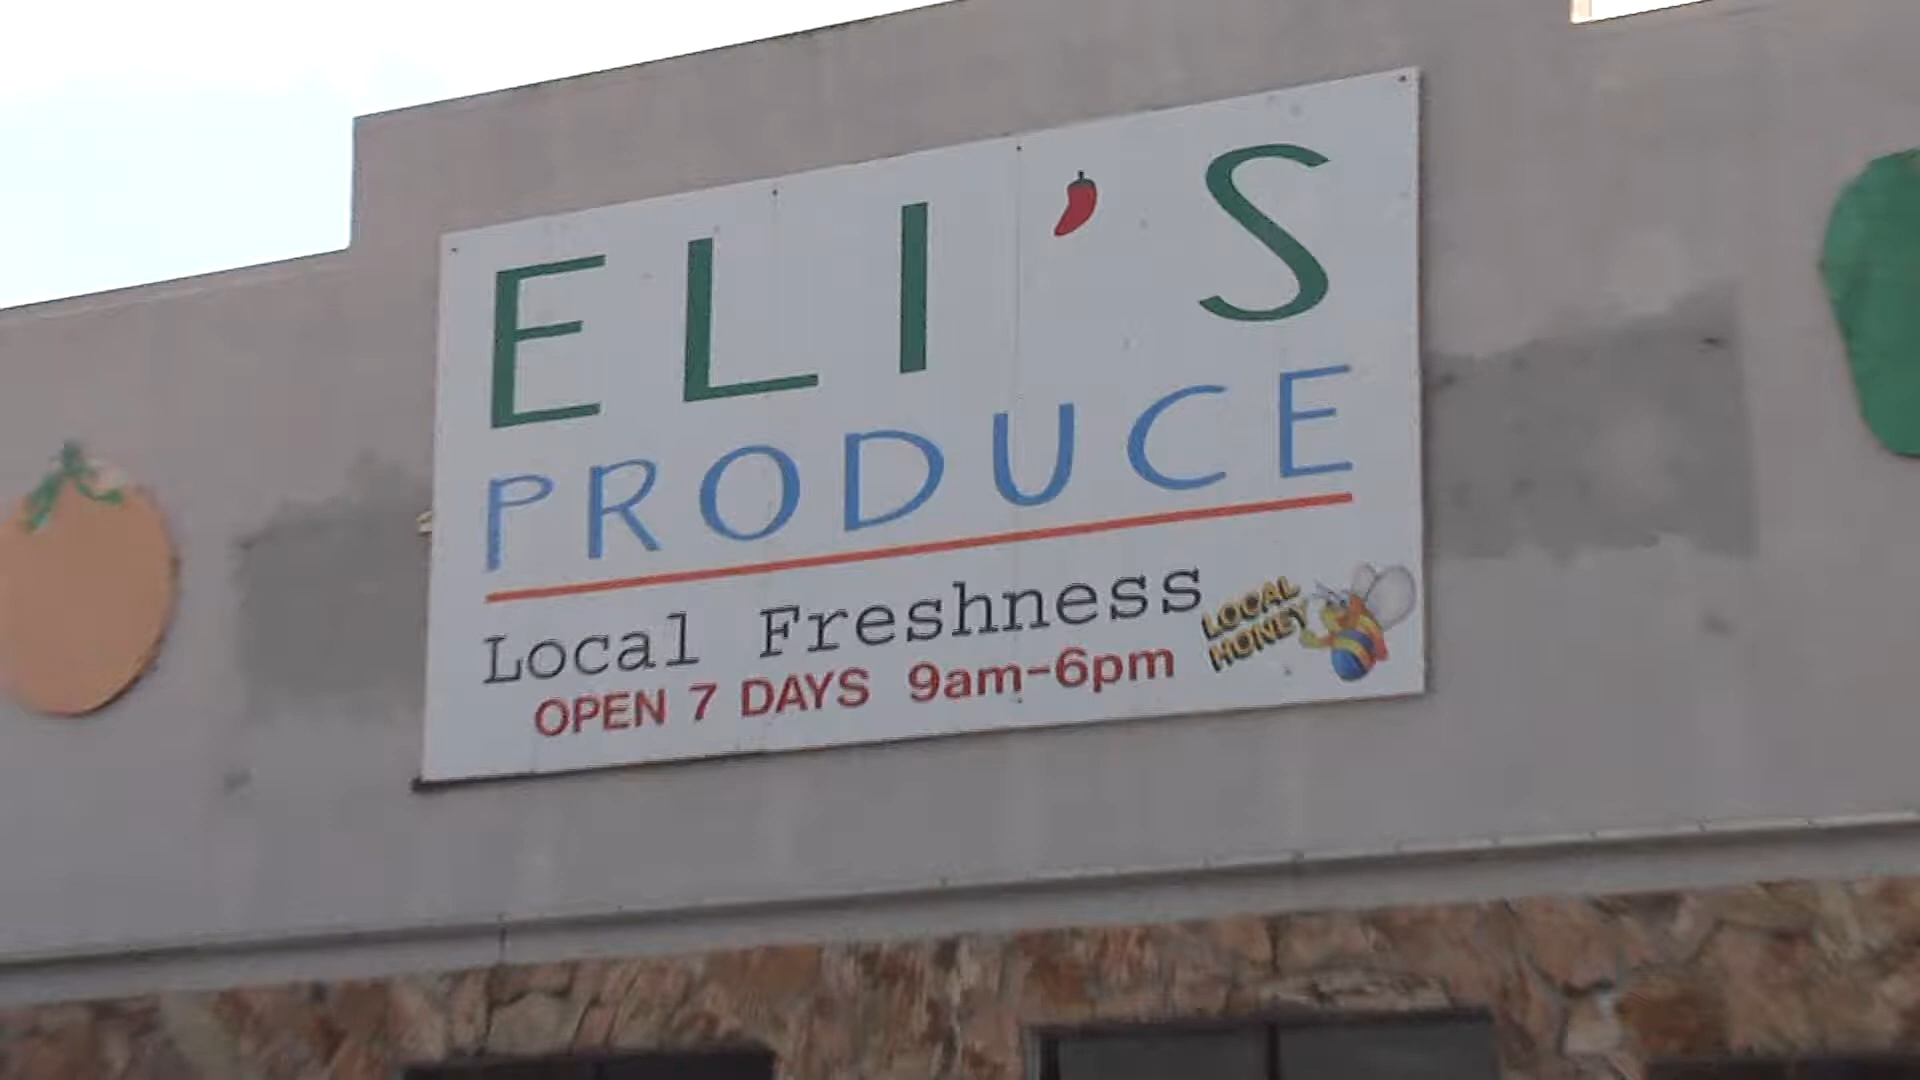 ELI'S
PRODUCE
Local Freshness
OPEN 7 DAYS 9am-6pm
LOCAL
HONEY